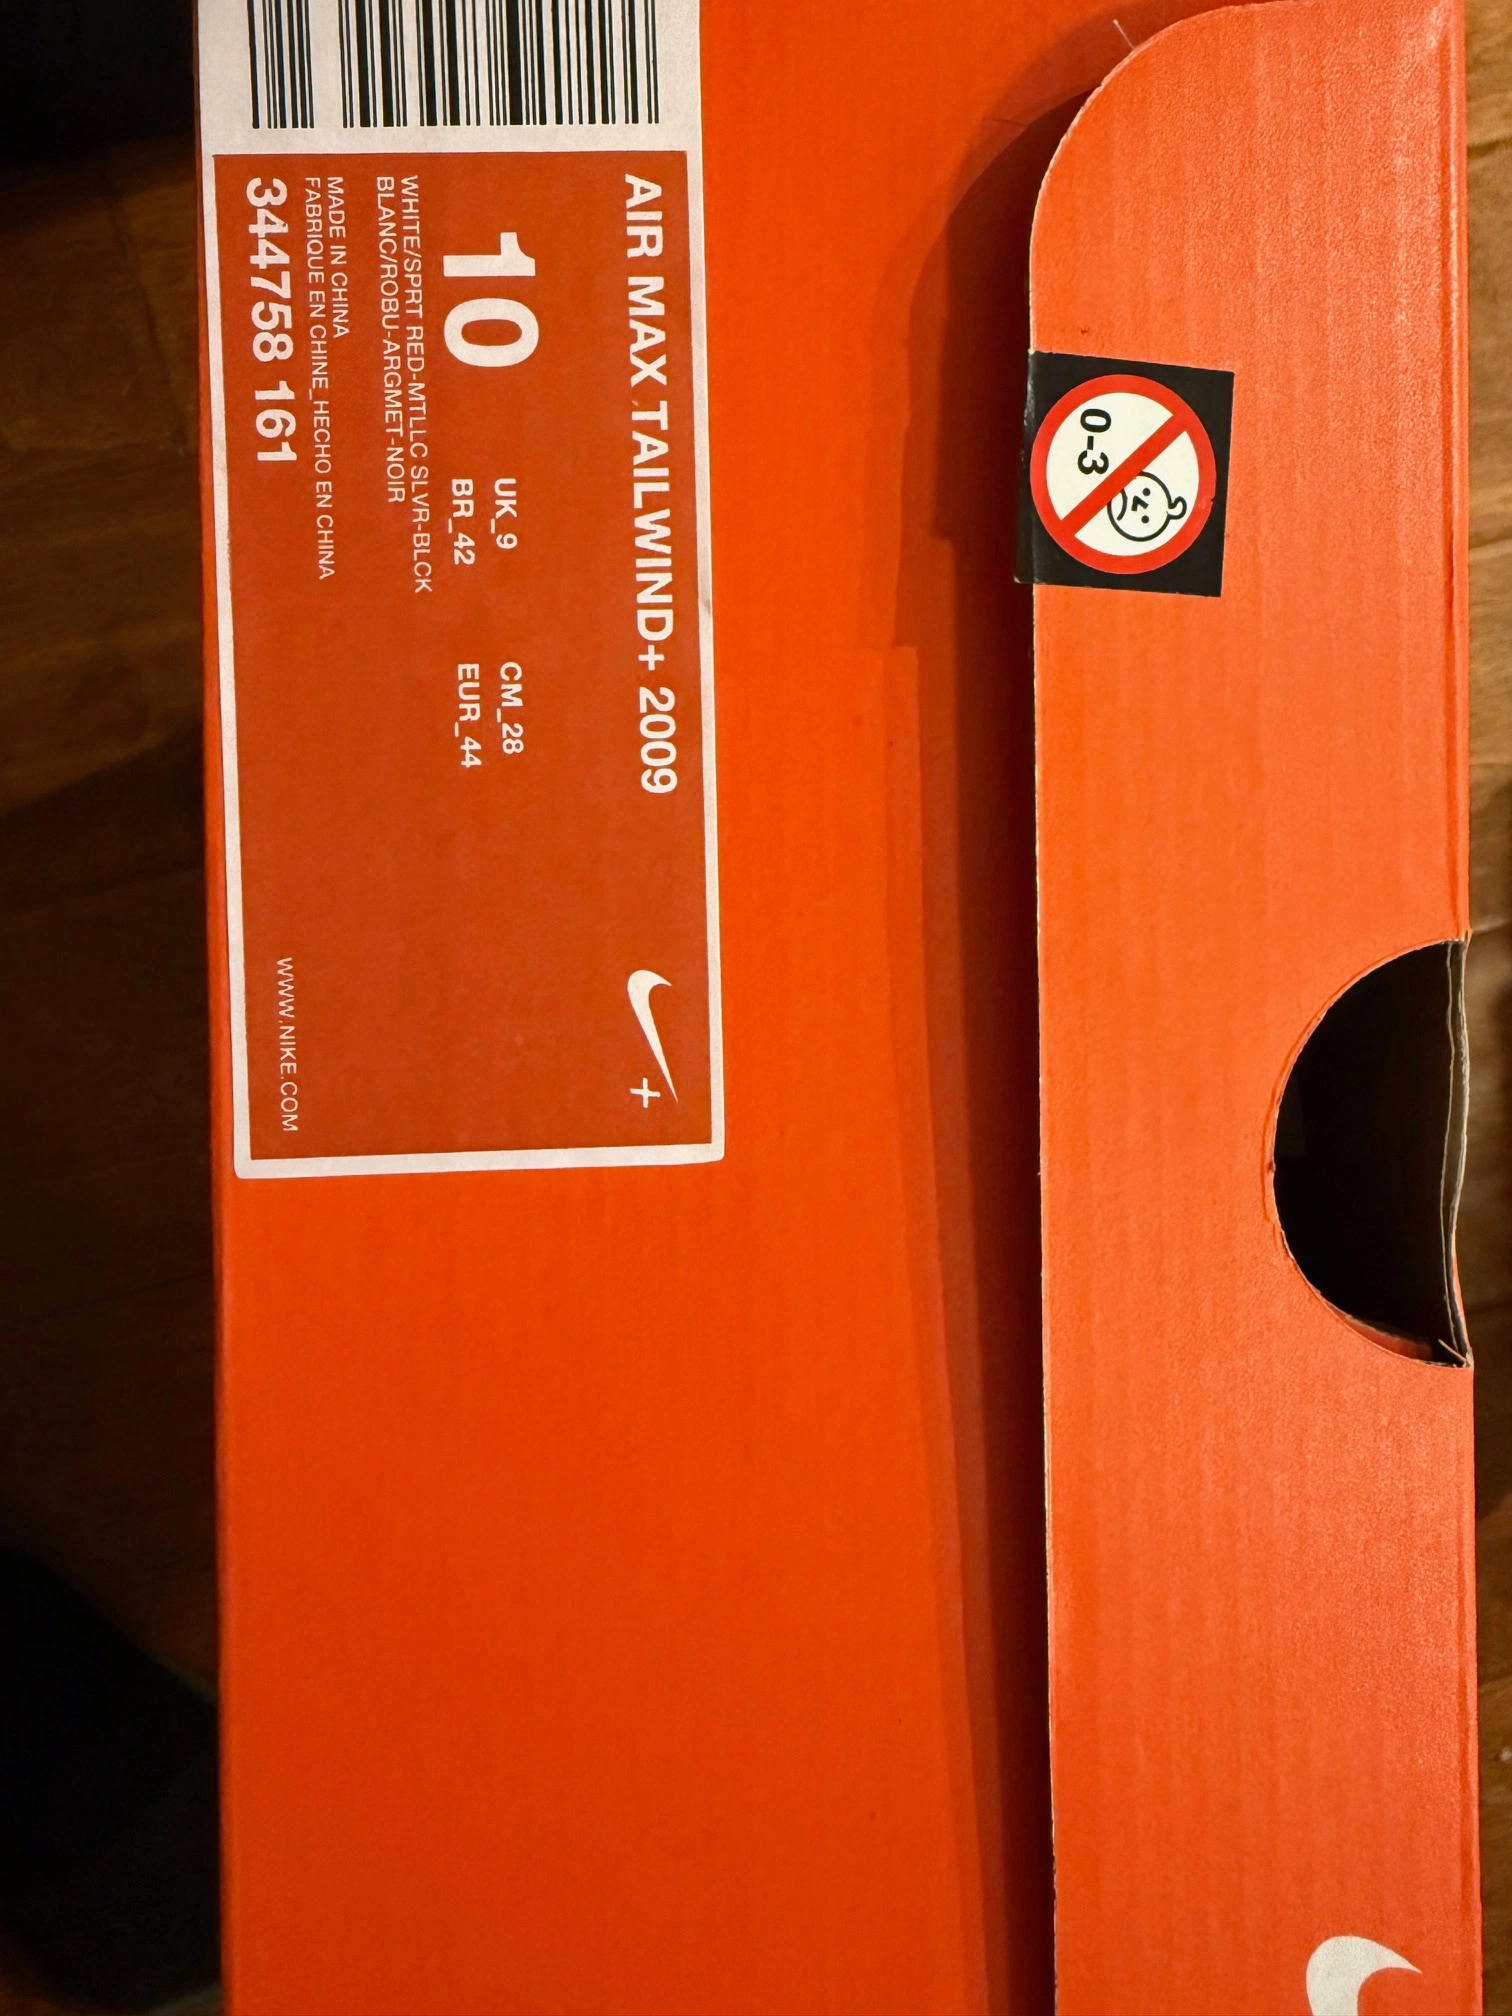 AIR MAX TAILWIND+ 2009
+
10
UK_9
CM_28
BR_42
EUR_44
WHITE/SPRT RED-MTLLC SLVR-BLCK
BLANC/ROBU-ARGMET-NOIR
MADE IN CHINA
FABRIQUE EN CHINE_HECHO EN CHINA
344758 161
WWW.NIKE.COM
0-3